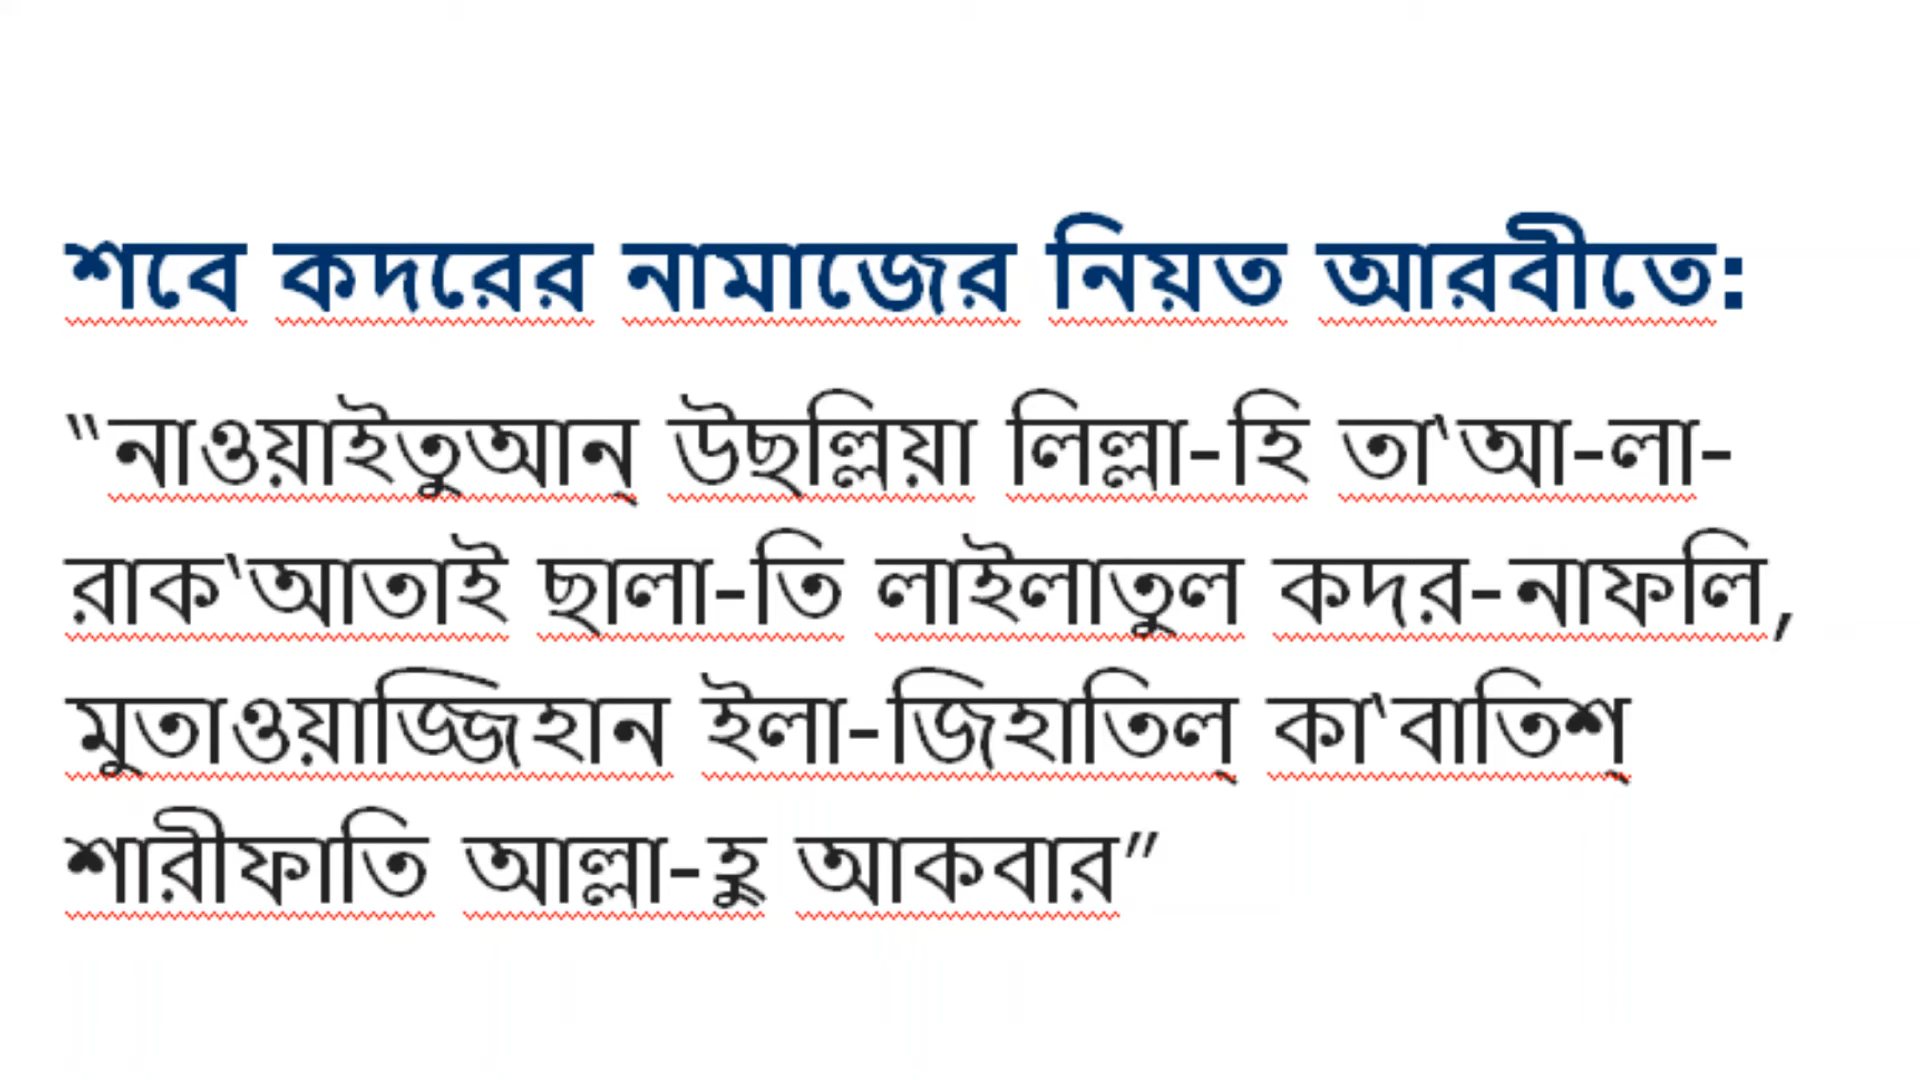 শবে কদরের নামাজের নিয়ত আরবীতে:
“নাওয়াইতুআন্ উছল্লিয়া লিল্লা-হি তা‘আ-লা-
রাক‘আতাই ছালা-তি লাইলাতুল কদর-নাফলি,
মুতাওয়াজ্জিহান ইলা-জিহাতিল্ কা‘বাতিশ্
শারীফাতি আল্লা-হু আকবার”